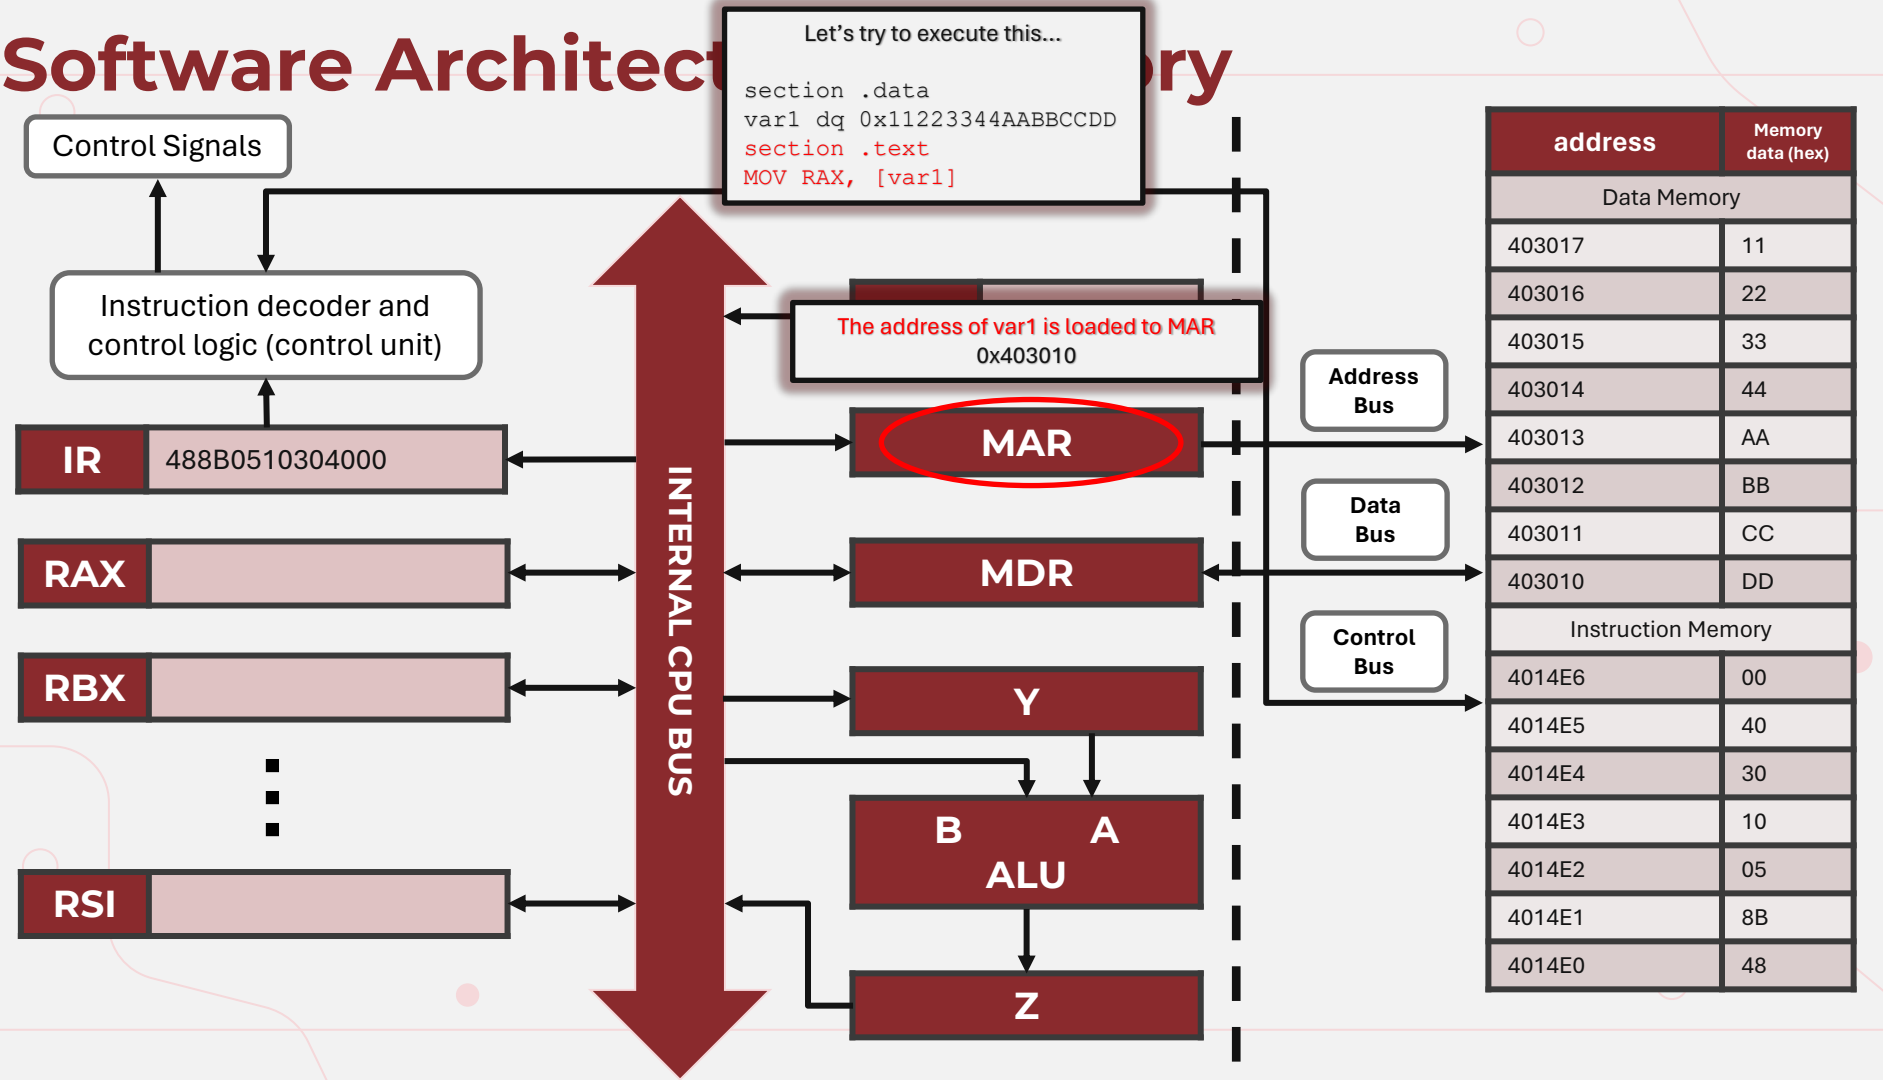 Software Architect
ry
Let's try to execute this...
section .data
var1 dq 0x11223344AABBCCDD
section .text
MOV RAX, [var1]
Control Signals
Instruction decoder and
control logic (control unit)
The address of var1 is loaded to MAR
0x403010
IR
488B0510304000
RAX
RBX
RSI
INTERNAL CPU BUS
MAR
MDR
Y
B A
ALU
Z
Address
Bus
Data
Bus
Control
Bus
address Memory
data (hex)
Data Memory
403017 11
403016 22
403015 33
403014 44
403013 AA
403012 BB
403011 CC
403010 DD
Instruction Memory
4014E6 00
4014E5 40
4014E4 30
4014E3 10
4014E2 05
4014E1 8B
4014E0 48